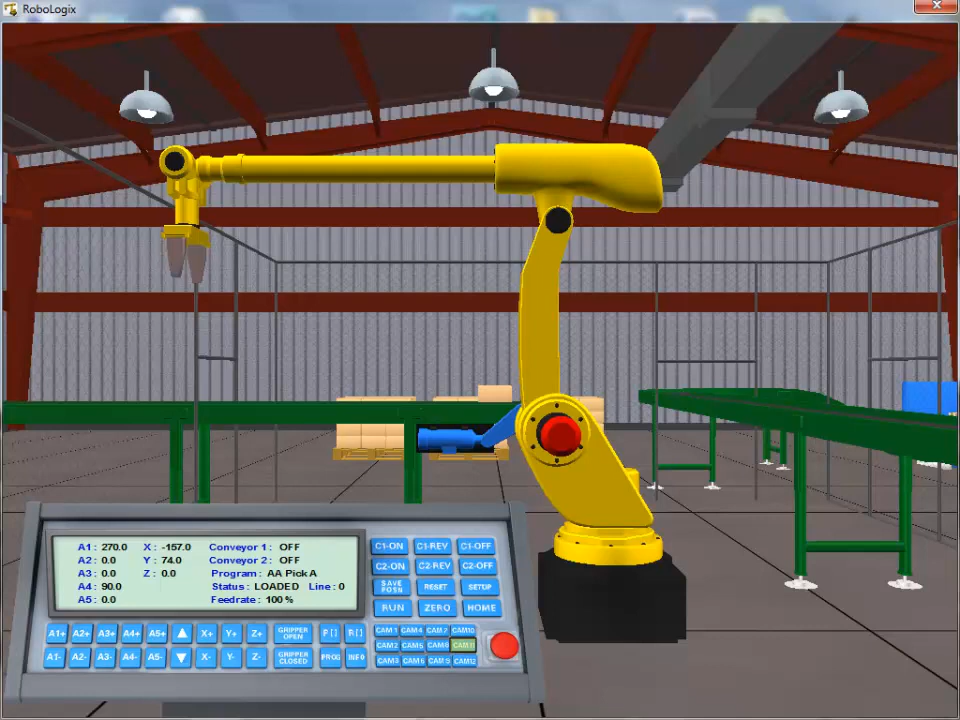 RoboLogix
A1: 270.0 X: -157.0 Conveyor 1: OFF
A2: 0.0 Y: 74.0 Conveyor 2: OFF
A3: 0.0 Z: 0.0 Program: AA Pick A
A4: 90.0 Status: LOADED Line: 0
A5: 0.0 Feedrate: 100 %
C1-ON C1-REV C1-OFF
C2-ON C2-REV C2-OFF
SAVE POSN RESET SETUP
RUN ZERO HOME
A1+ A2+ A3+ A4+ A5+ ▲ X+ Y+ Z+ GRIPPER OPEN P[] R[]
A1- A2- A3- A4- A5- ▼ X- Y- Z- GRIPPER CLOSED PROG INFO
CAM1 CAM4 CAM7 CAM10
CAM2 CAM5 CAM8 CAM11
CAM3 CAM6 CAM9 CAM12